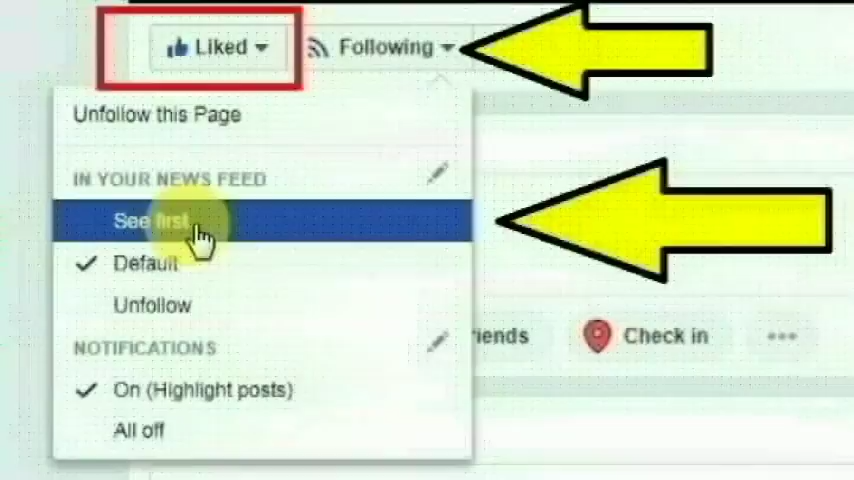 Liked Following
Unfollow this Page
IN YOUR NEWS FEED
See first
Default
Unfollow
riends Check in
NOTIFICATIONS
On (Highlight posts)
All off